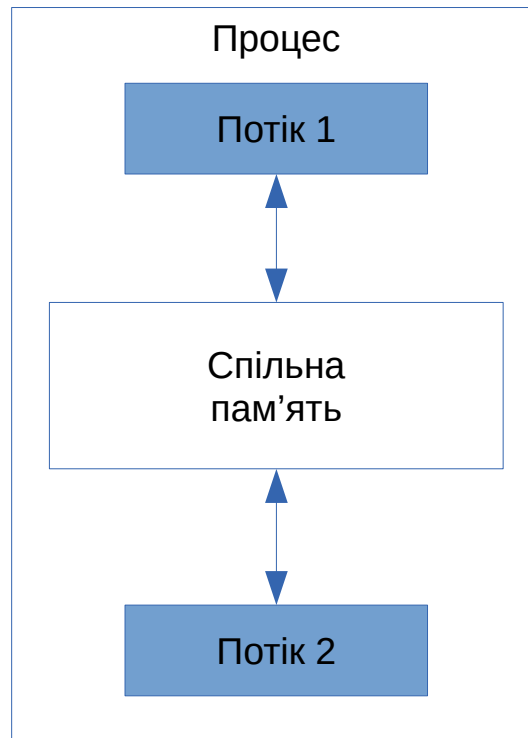 Процес
Потік 1
Спільна
пам’ять
Потік 2